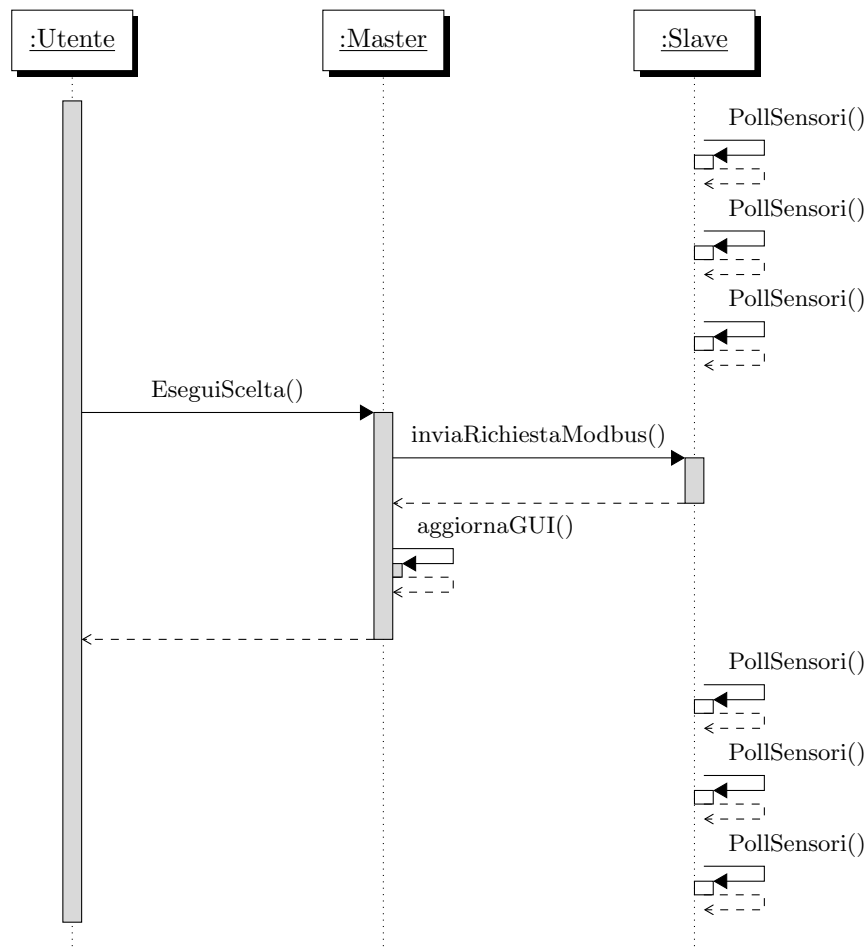 :Utente
:Master
:Slave
PollSensori()
PollSensori()
PollSensori()
EseguiScelta()
inviaRichiestaModbus()
aggiornaGUI()
PollSensori()
PollSensori()
PollSensori()